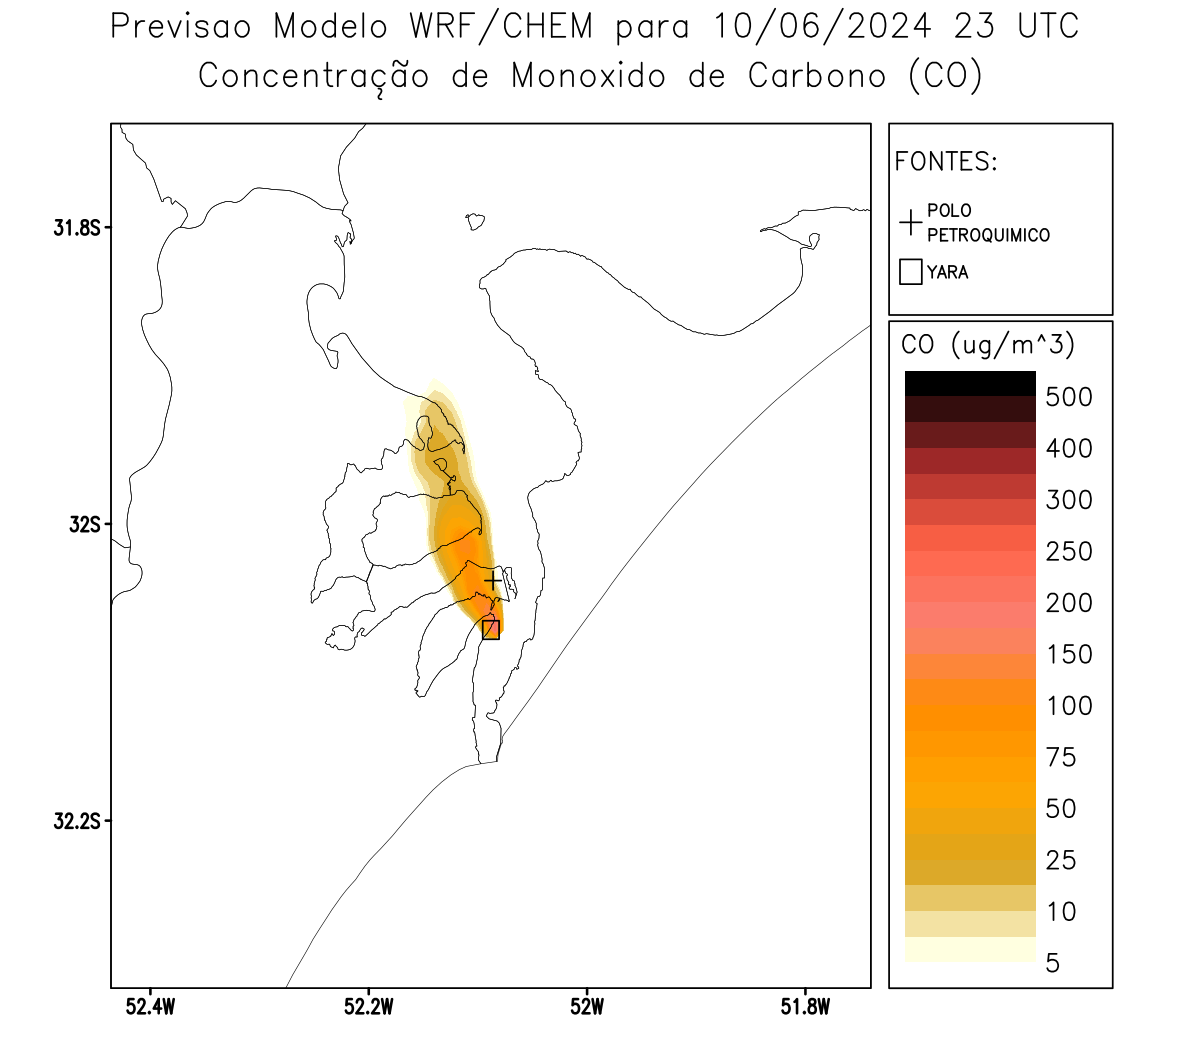 Previsao Modelo WRF/CHEM para 10/06/2024 23 UTC
Concentração de Monoxido de Carbono (CO)
FONTES:
POLO
PETROQUIMICO
YARA
31.8S
32S
32.2S
52.4W
52.2W
52W
51.8W
CO (ug/m^3)
500
400
300
250
200
150
100
75
50
25
10
5